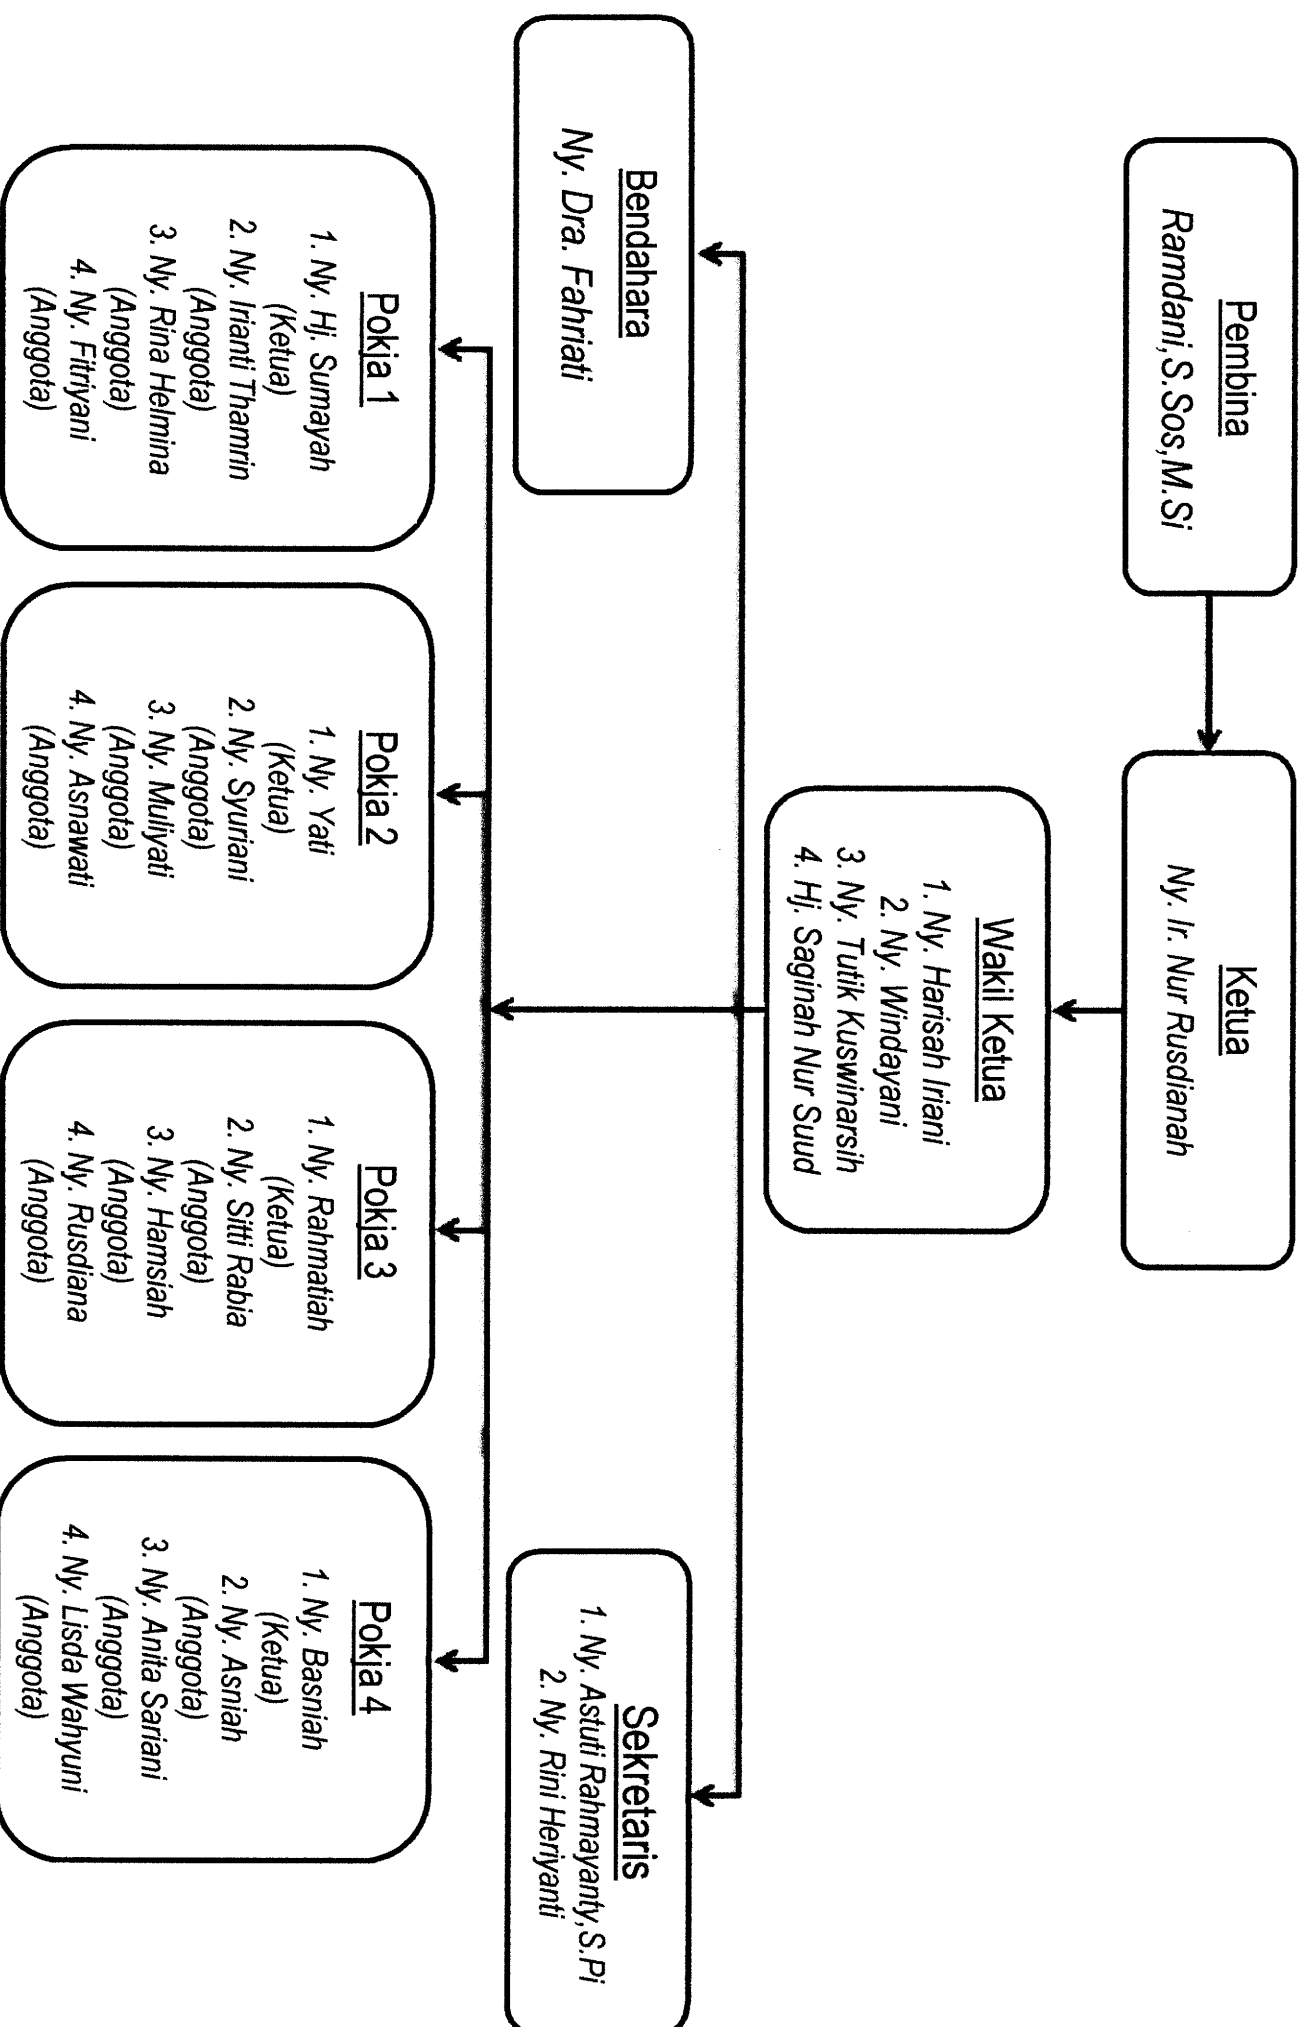 Pembina
Ramdani,S.Sos,M.Si
Ketua
Ny. Ir. Nur Rusdianah
Wakil Ketua
1. Ny. Harisah Iriani
2. Ny. Windayani
3. Ny. Tutik Kuswinarsih
4. Hj. Saginah Nur Suud
Bendahara
Ny. Dra. Fahriati
Sekretaris
1. Ny. Astuti Rahmayanty,S.Pi
2. Ny. Rini Heriyanti
Pokja 1
1. Ny. Hj. Sumayah
(Ketua)
2. Ny. Irianti Thamrin
(Anggota)
3. Ny. Rina Helmina
(Anggota)
4. Ny. Fitriyani
(Anggota)
Pokja 2
1. Ny. Yati
(Ketua)
2. Ny. Syuriani
(Anggota)
3. Ny. Muliyati
(Anggota)
4. Ny. Asnawati
(Anggota)
Pokja 3
1. Ny. Rahmatiah
(Ketua)
2. Ny. Sitti Rabia
(Anggota)
3. Ny. Hamsiah
(Anggota)
4. Ny. Rusdiana
(Anggota)
Pokja 4
1. Ny. Basniah
(Ketua)
2. Ny. Asniah
(Anggota)
3. Ny. Anita Sariani
(Anggota)
4. Ny. Lisda Wahyuni
(Anggota)